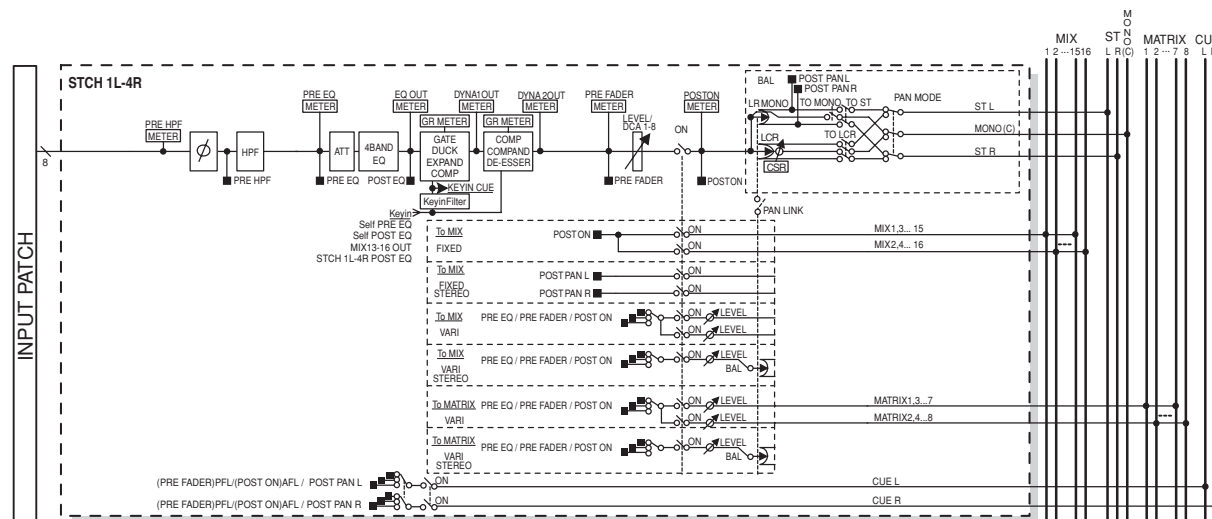 MIX
1 2 ··· 1516
ST
L R
MONO
(C)
MATRIX
1 2 ··· 7 8
CU
L
INPUT PATCH
8
STCH 1L-4R
PRE HPF
METER
PRE EQ
METER
EQ OUT
METER
DYNA1OUT
METER
DYNA 2OUT
METER
PRE FADER
METER
POSTON
METER
GR METER
GR METER
LEVEL/
DCA 1-8
ON
ϕ
HPF
ATT
4BAND
EQ
GATE
DUCK
EXPAND
COMP
COMP
COMPAND
DE-ESSER
PRE HPF
PRE EQ
POST EQ
PRE FADER
POSTON
KEYIN CUE
KeyinFilter
Keyin
Self PRE EQ
Self POST EQ
MIX13-16 OUT
STCH 1L-4R POST EQ
BAL
POST PAN L
POST PAN R
LR MONO
TO MONO
TO ST
PAN MODE
LCR
TO LCR
CSR
ST L
MONO (C)
ST R
PAN LINK
To MIX
FIXED
POSTON
ON
ON
MIX1,3... 15
MIX2,4... 16
To MIX
FIXED
STEREO
POST PAN L
POST PAN R
ON
ON
To MIX
VARI
PRE EQ / PRE FADER / POST ON
ON
LEVEL
ON
LEVEL
To MIX
VARI
STEREO
PRE EQ / PRE FADER / POST ON
ON
LEVEL
BAL
To MATRIX
VARI
PRE EQ / PRE FADER / POST ON
ON
LEVEL
ON
LEVEL
MATRIX1,3...7
MATRIX2,4...8
To MATRIX
VARI
STEREO
PRE EQ / PRE FADER / POST ON
ON
LEVEL
BAL
(PRE FADER)PFL/(POST ON)AFL / POST PAN L
ON
CUE L
(PRE FADER)PFL/(POST ON)AFL / POST PAN R
ON
CUE R